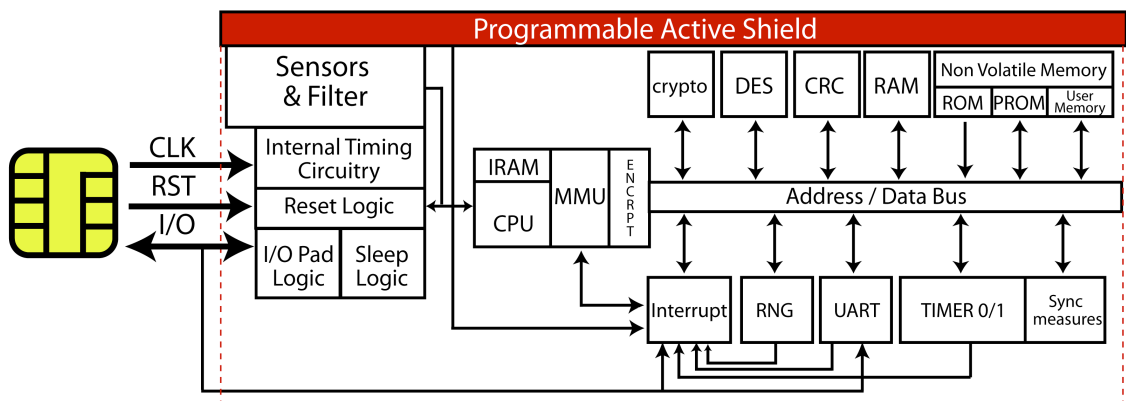 Programmable Active Shield
Sensors
& Filter
crypto
DES
CRC
RAM
Non Volatile Memory
ROM
PROM
User
Memory
CLK
RST
I/O
Internal Timing
Circuitry
Reset Logic
I/O Pad
Logic
Sleep
Logic
IRAM
CPU
MMU
ENCRPT
Address / Data Bus
Interrupt
RNG
UART
TIMER 0/1
Sync
measures